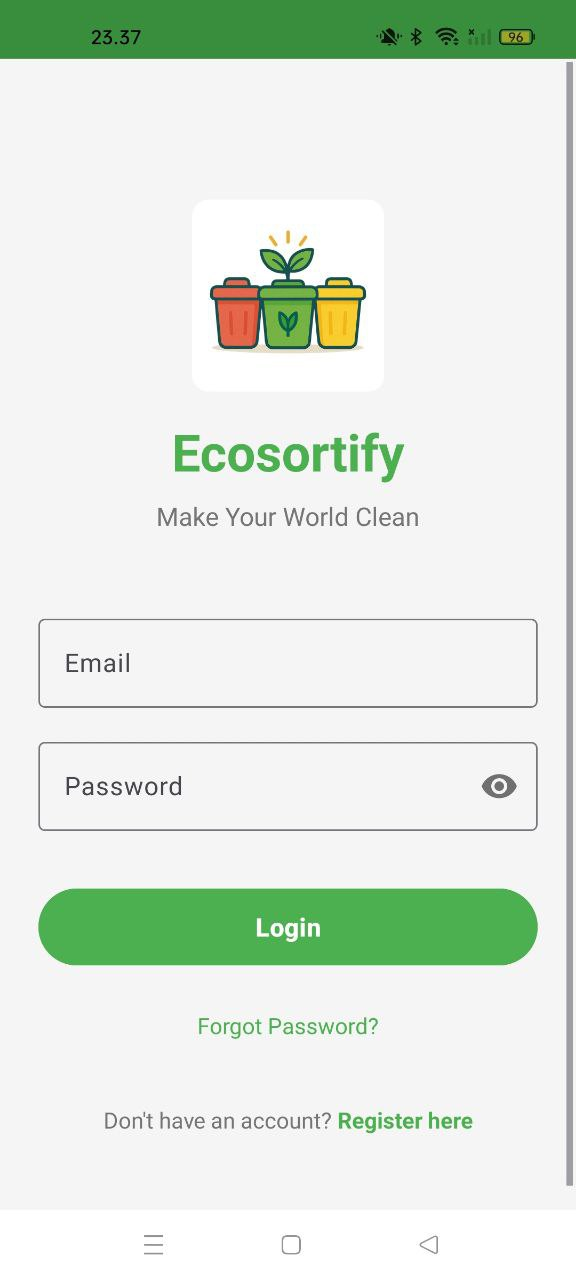 23.37
96
Ecosortify
Make Your World Clean
Email
Password
Login
Forgot Password?
Don't have an account? Register here